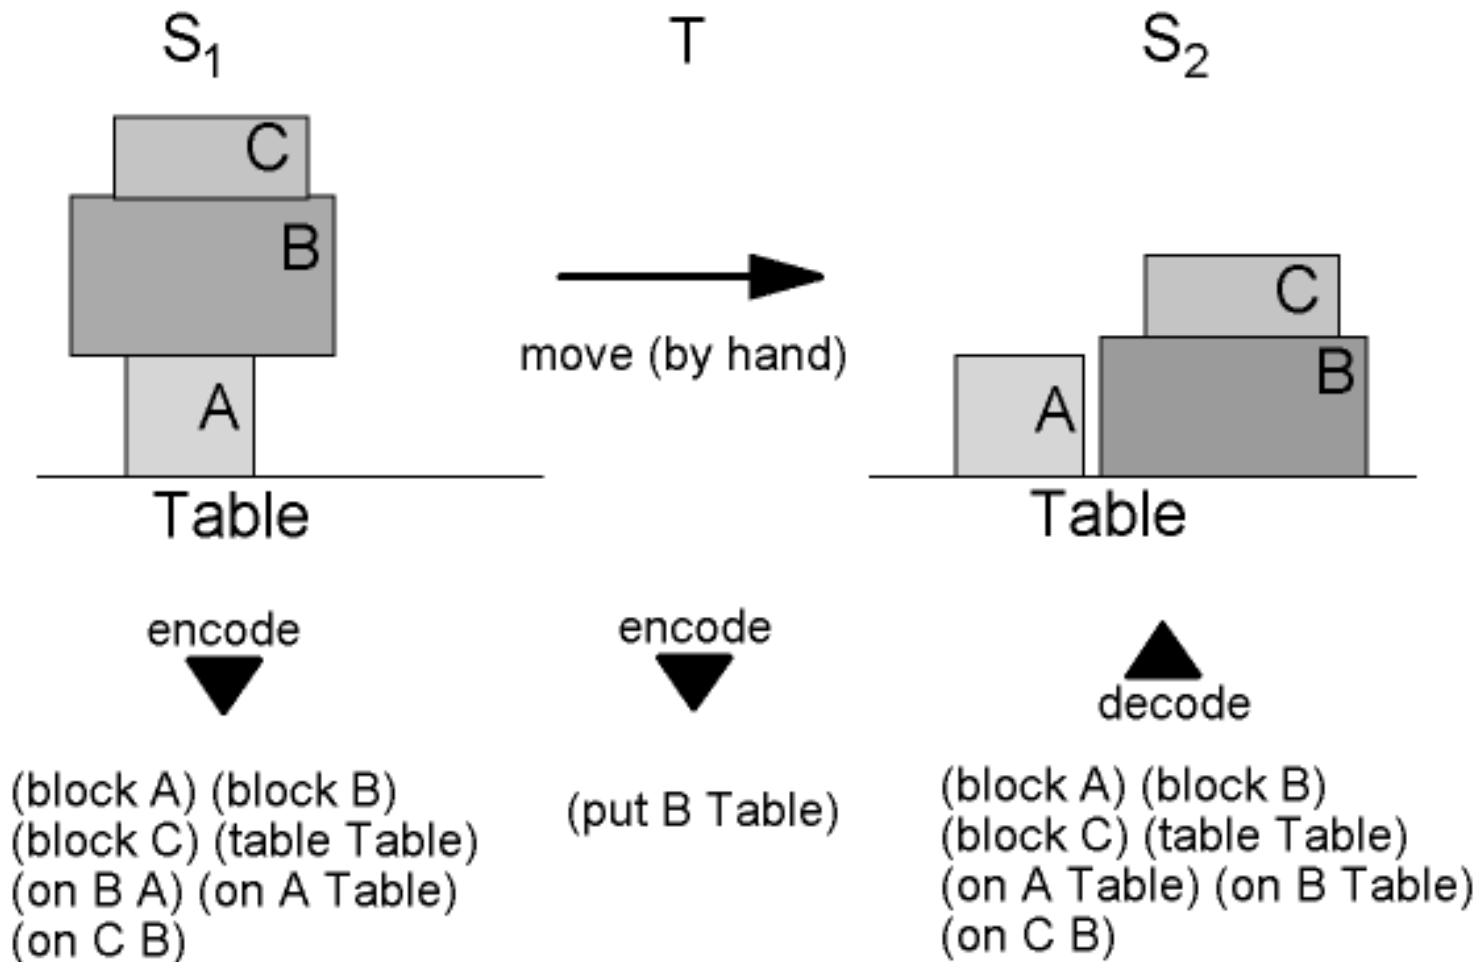 S1
T
S2
C
B
A
Table
move (by hand)
C
B
A
Table
encode
encode
decode
(block A) (block B)
(block C) (table Table)
(on B A) (on A Table)
(on C B)
(put B Table)
(block A) (block B)
(block C) (table Table)
(on A Table) (on B Table)
(on C B)